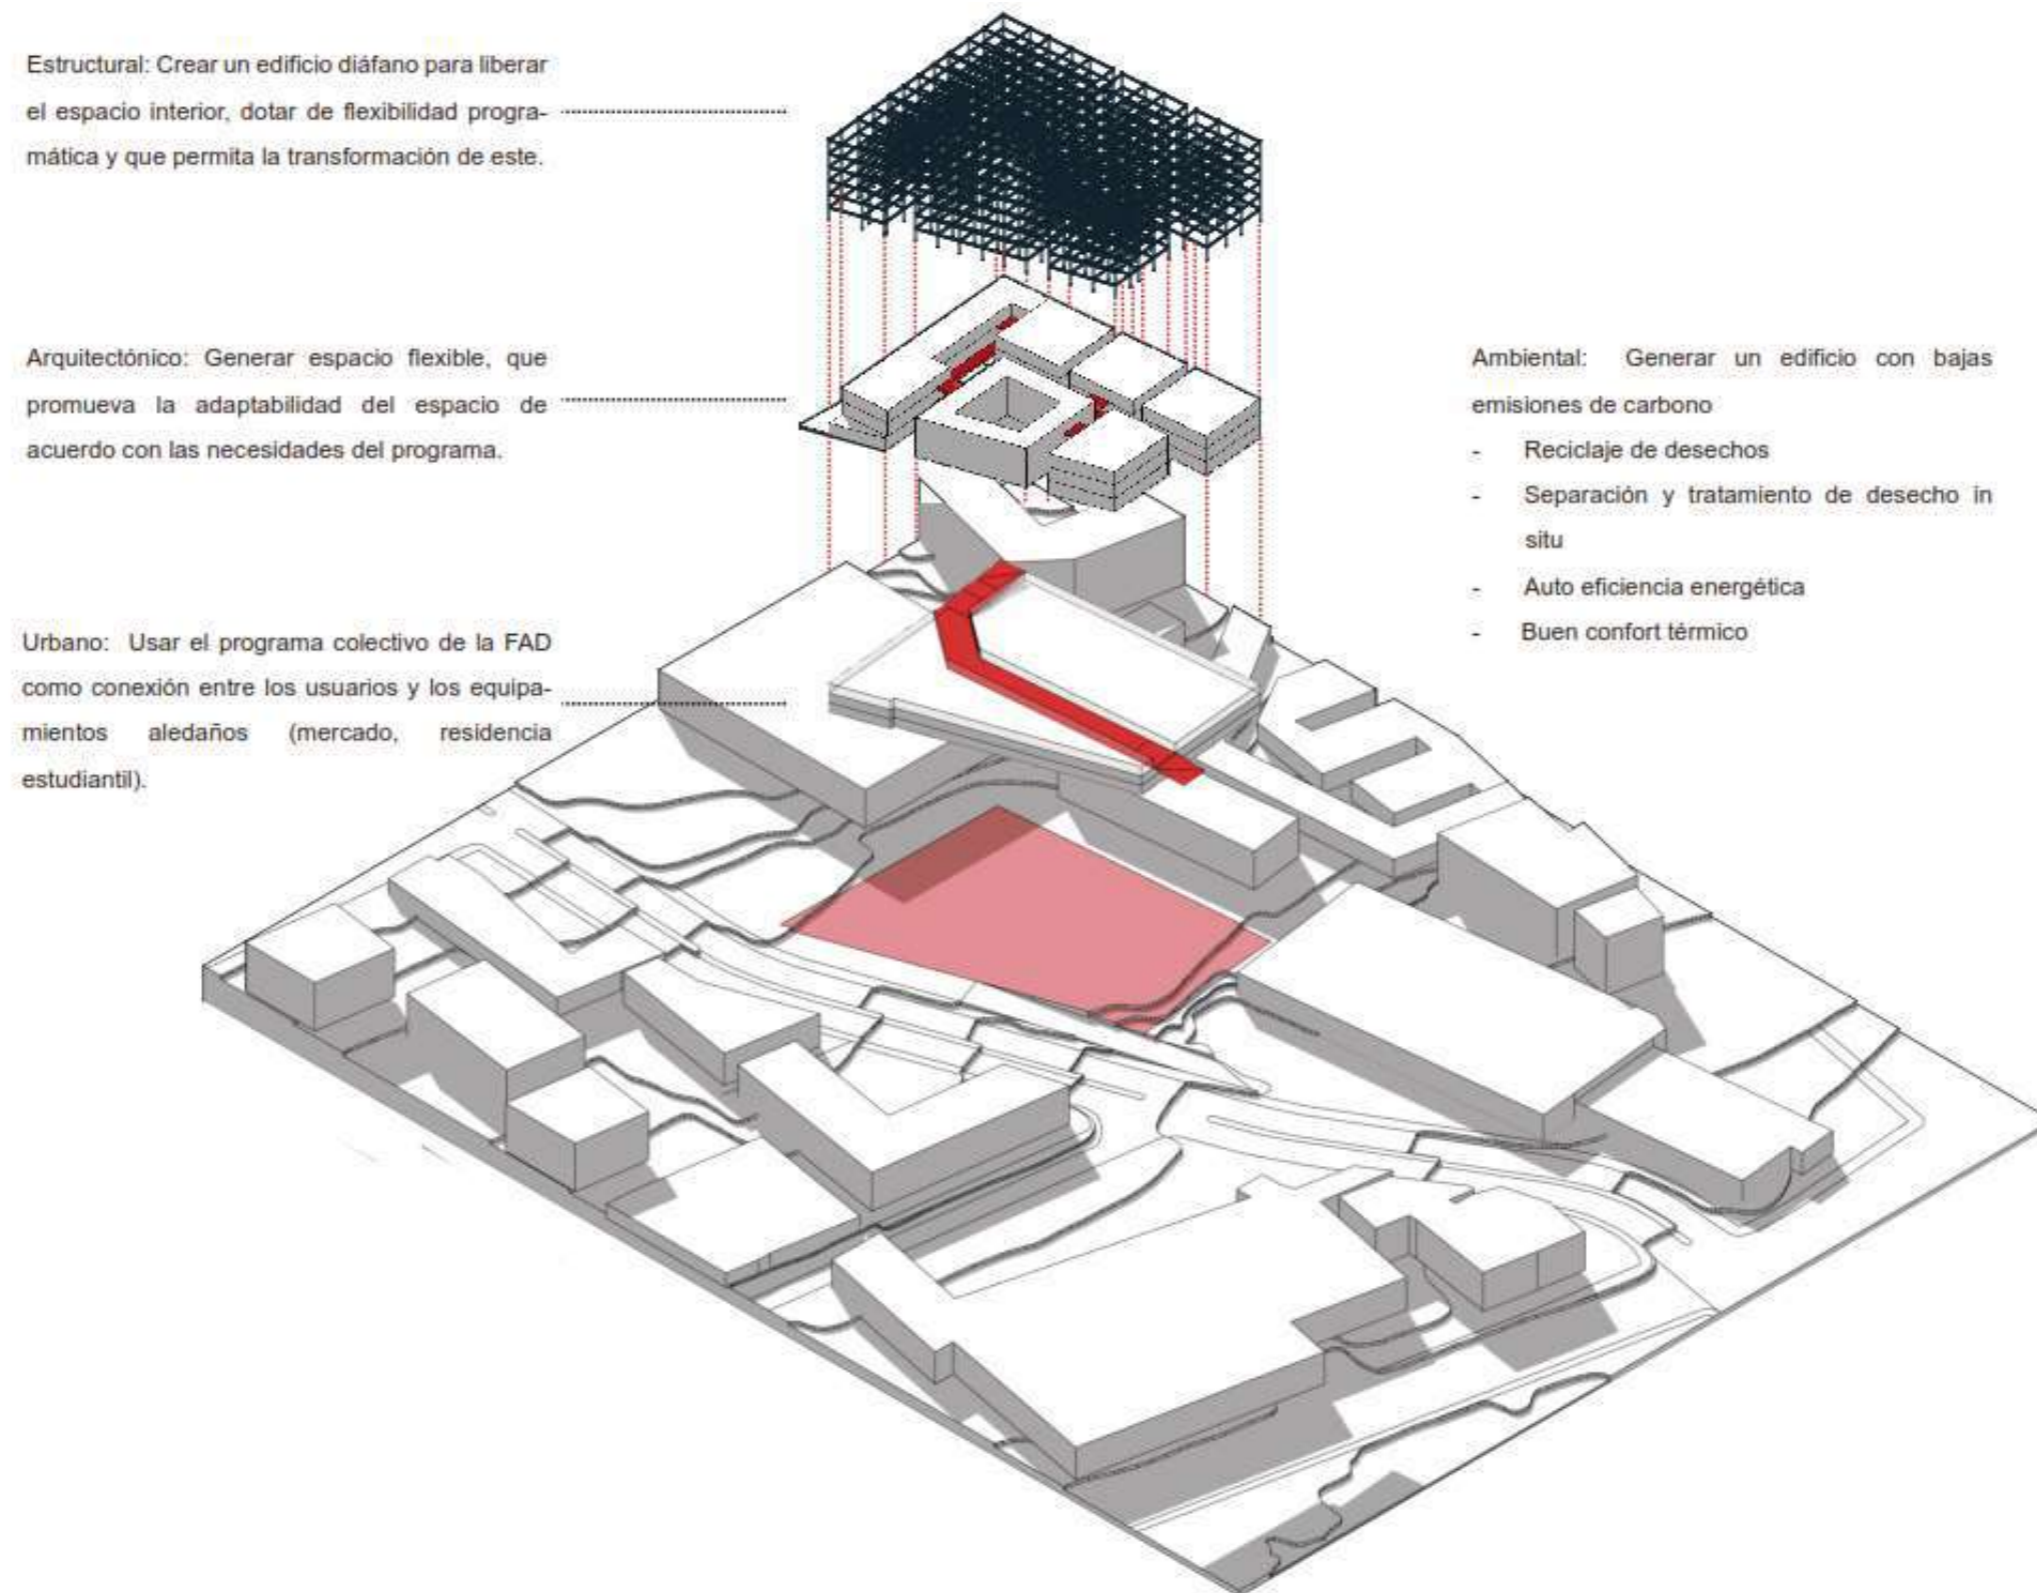 Estructural: Crear un edificio diáfano para liberar
el espacio interior, dotar de flexibilidad progra-
mática y que permita la transformación de este.
Arquitectónico: Generar espacio flexible, que
promueva la adaptabilidad del espacio de
acuerdo con las necesidades del programa.
Urbano: Usar el programa colectivo de la FAD
como conexión entre los usuarios y los equipa-
mientos aledaños (mercado, residencia
estudiantil).
Ambiental: Generar un edificio con bajas
emisiones de carbono
- Reciclaje de desechos
- Separación y tratamiento de desecho in
situ
- Auto eficiencia energética
- Buen confort térmico